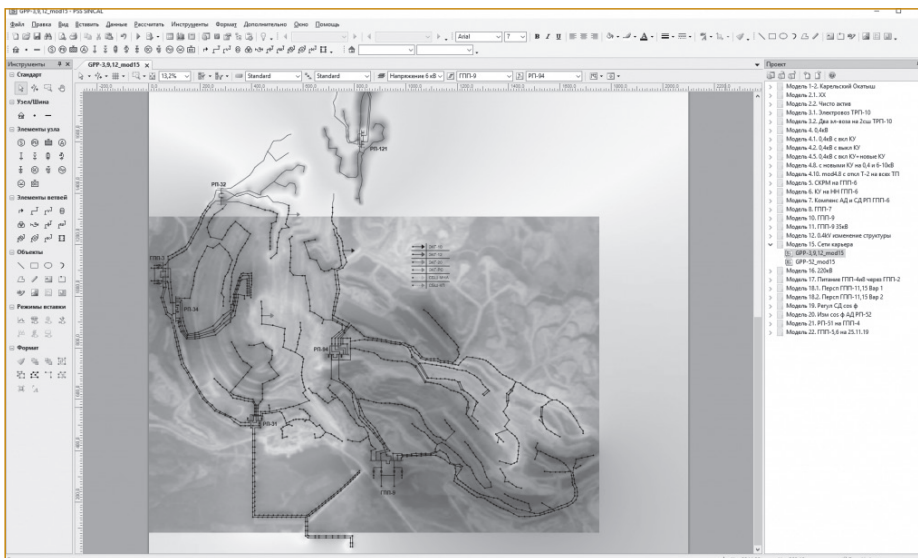 GPP-3,9,12_mod15 - PSS SINCAL
Файл Правка Вид Вставить Данные Рассчитать Инструменты Формат Дополнительно Окно Помощь
Arial 7
Инструменты
GPP-3,9,12_mod15
13,2% Standard Standard Напряжение 6 кВ ГПП-9 РП-94
Стандарт
Узел/Шина
Элементы узла
Элементы ветвей
Объекты
Режимы вставки
Формат
РП-121
РП-52
ГПП-3
РП-34
РП-94
РП-31
ГПП-9
Проект
Модель 1-2. Карельский Окатыш
Модель 2.1. ХХ
Модель 2.2. Чисто актив
Модель 3.1. Электровоз ТРП-10
Модель 3.2. Два эл-воза на 2сш ТРП-10
Модель 4. 0,4кВ
Модель 4.1. 0,4кВ с вкл КУ
Модель 4.2. 0,4кВ с выкл КУ
Модель 4.5. 0,4кВ с вкл КУ+новые КУ
Модель 4.8. с новыми КУ на 0,4 и 6-10кВ
Модель 4.10. mod4.8 с откл Т-2 на всех ТП
Модель 5. СКРМ на ГПП-6
Модель 6. КУ на НН ГПП-6
Модель 7. Компенс АД и СД РП ГПП-6
Модель 8. ГПП-7
Модель 10. ГПП-9
Модель 11. ГПП-9 35кВ
Модель 12. 0.4kV изменение структуры
Модель 15. Сети карьера
GPP-3,9,12_mod15
GPP-52_mod15
Модель 16. 220кВ
Модель 17. Питание ГПП-4кв через ГПП-2
Модель 18.1. Персп ГПП-11,15 Вар 1
Модель 18.2. Персп ГПП-11,15 Вар 2
Модель 19. Регул СД cos ф
Модель 20. Изм cos ф АД РП-52
Модель 21. РП-51 на ГПП-4
Модель 22. ГПП-5,6 на 25.11.19